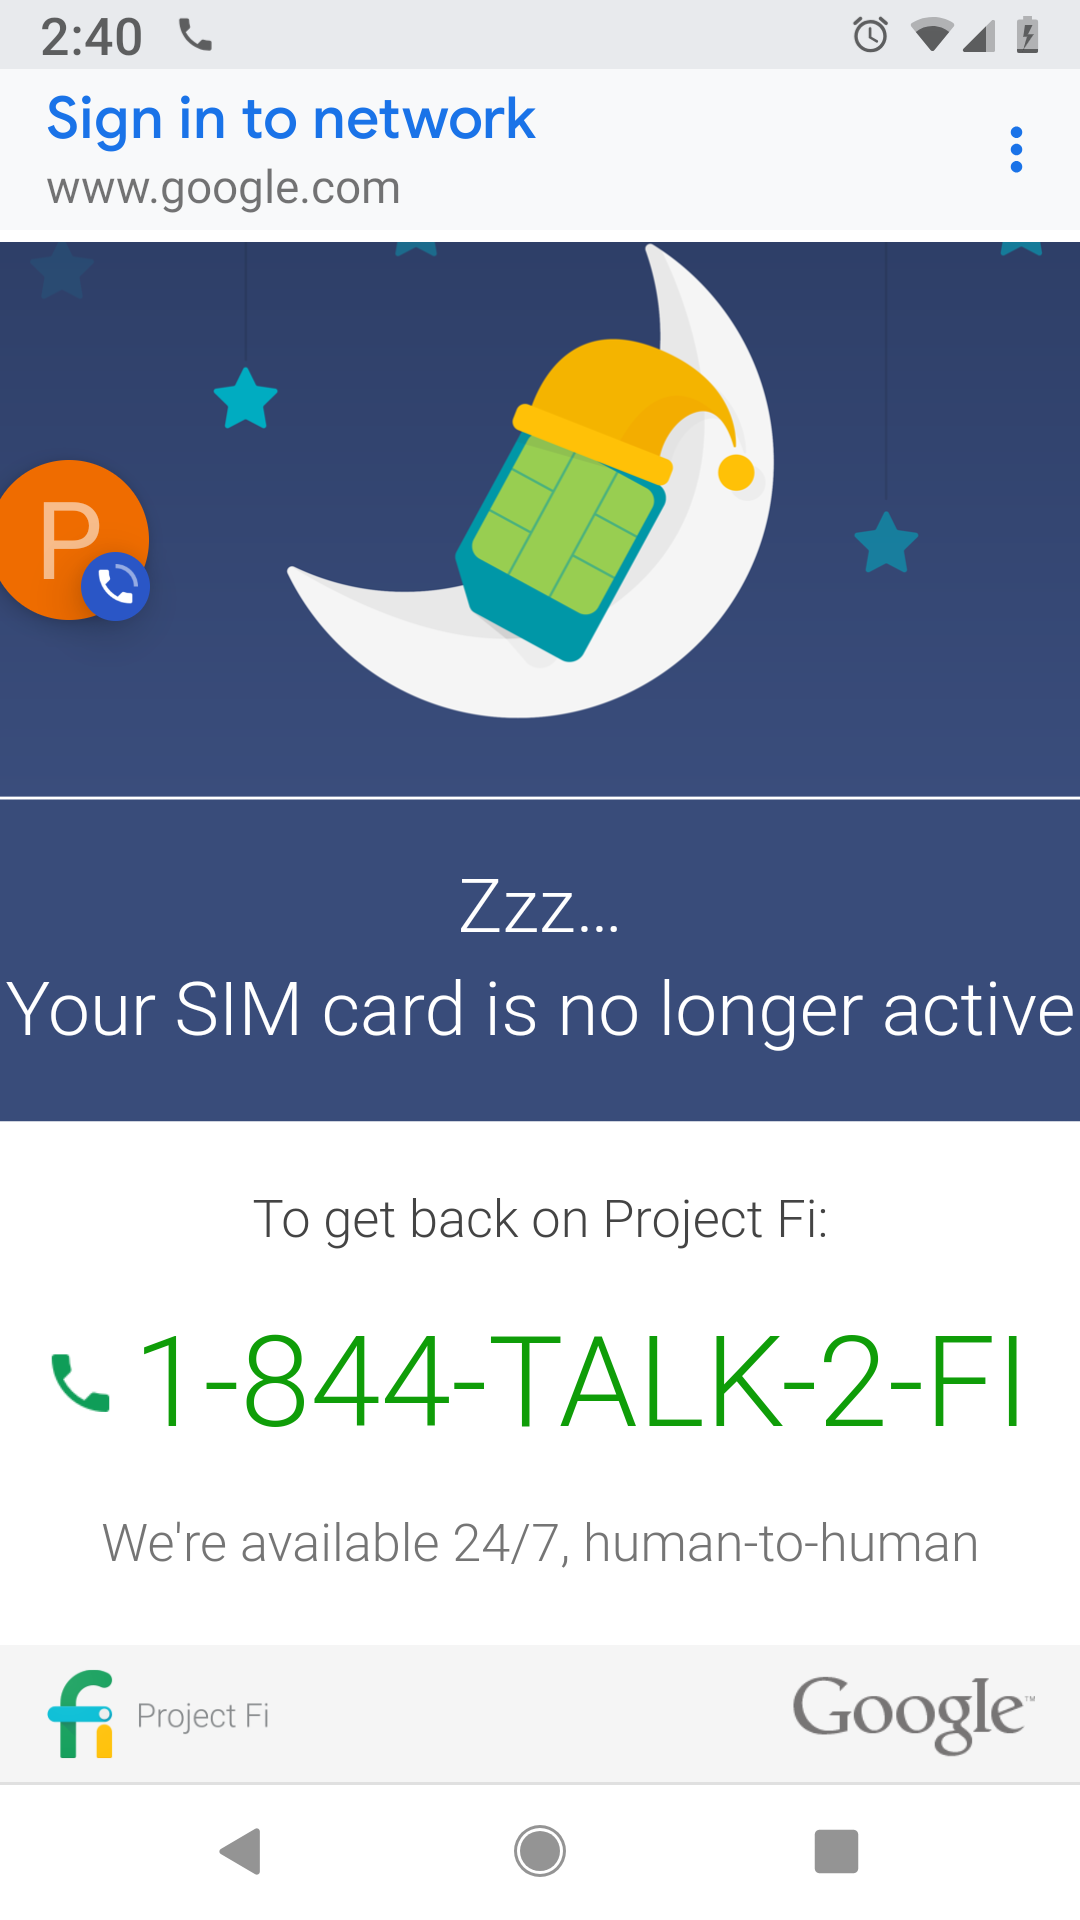 2:40
Sign in to network
www.google.com
P
Zzz...
Your SIM card is no longer active
To get back on Project Fi:
1-844-TALK-2-FI
We're available 24/7, human-to-human
fi Project Fi Google™